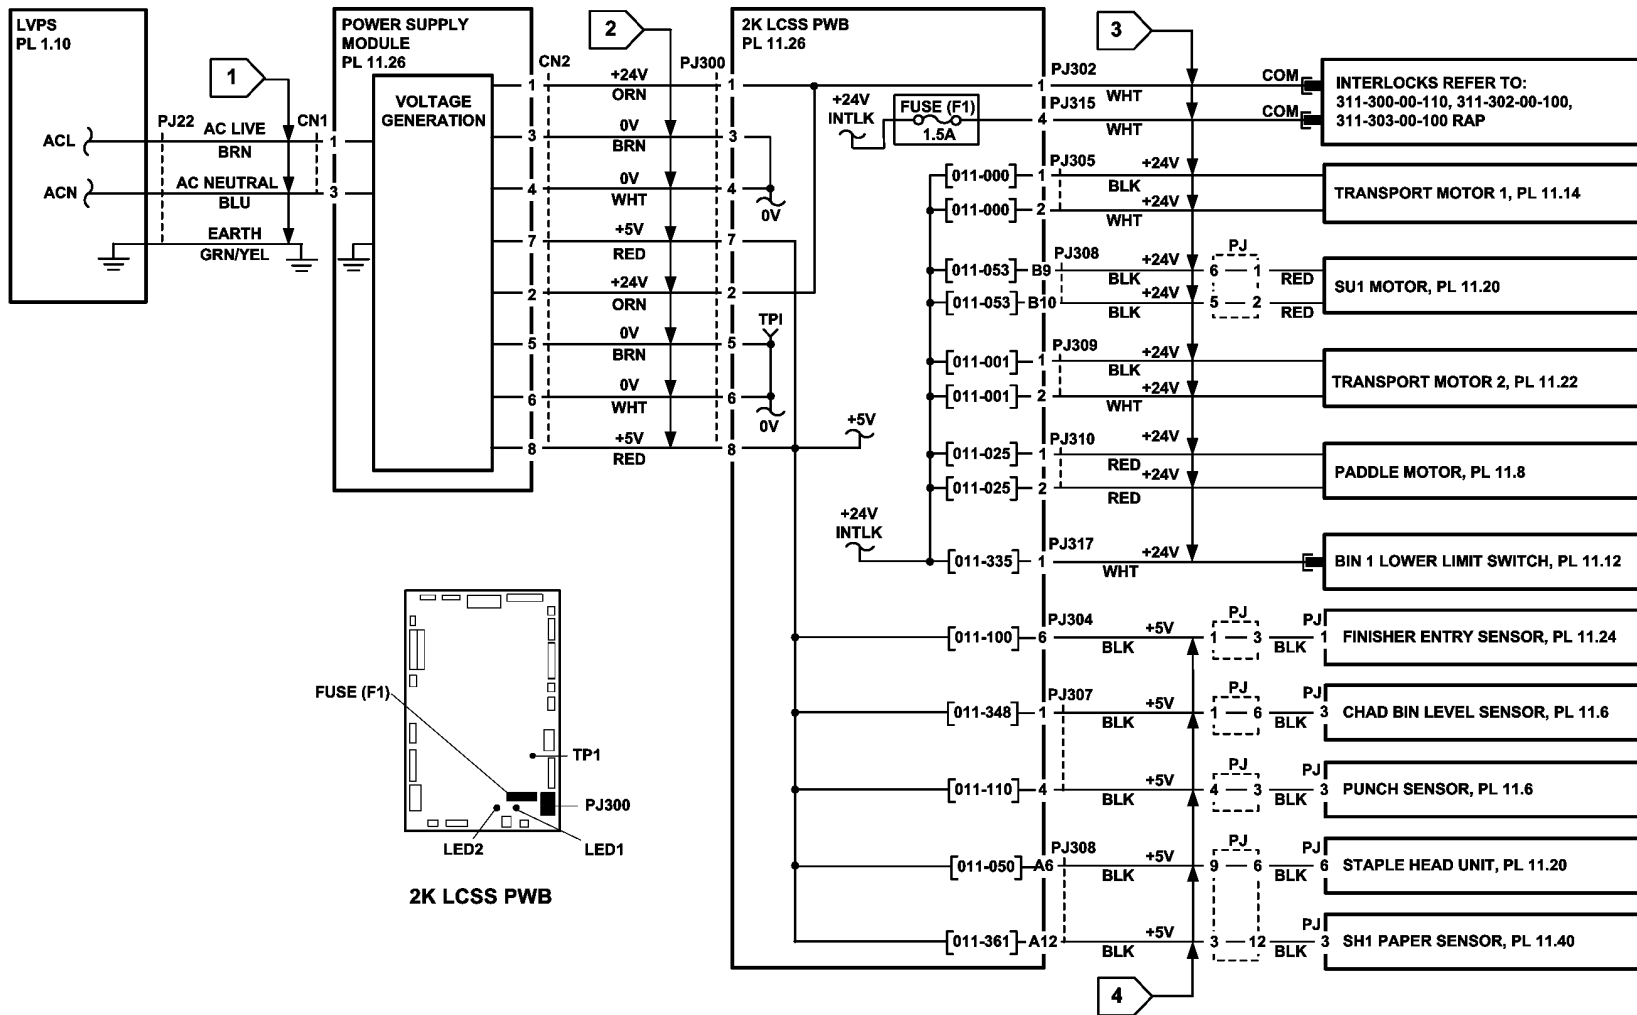 LVPS
PL 1.10
POWER SUPPLY
MODULE
PL 11.26
2K LCSS PWB
PL 11.26
1
2
3
4
ACL
ACN
PJ22
AC LIVE
BRN
CN1
1
AC NEUTRAL
BLU
3
EARTH
GRN/YEL
VOLTAGE
GENERATION
CN2
PJ300
1
+24V
ORN
1
3
0V
BRN
3
4
0V
WHT
4
0V
7
+5V
RED
7
2
+24V
ORN
2
TPI
5
0V
BRN
5
6
0V
WHT
6
0V
8
+5V
RED
8
+5V
+24V
INTLK
FUSE (F1)
1.5A
PJ302
1
WHT
COM
PJ315
4
WHT
COM
INTERLOCKS REFER TO:
311-300-00-110, 311-302-00-100,
311-303-00-100 RAP
PJ305
011-000
1
+24V
BLK
011-000
2
+24V
WHT
TRANSPORT MOTOR 1, PL 11.14
PJ308
011-053
B9
+24V
BLK
PJ
6
1
RED
011-053
B10
+24V
BLK
5
2
RED
SU1 MOTOR, PL 11.20
PJ309
011-001
1
+24V
BLK
011-001
2
+24V
WHT
TRANSPORT MOTOR 2, PL 11.22
PJ310
011-025
1
+24V
RED
011-025
2
+24V
RED
PADDLE MOTOR, PL 11.8
+24V
INTLK
PJ317
011-335
1
+24V
WHT
BIN 1 LOWER LIMIT SWITCH, PL 11.12
PJ304
011-100
6
+5V
BLK
PJ
1
3
BLK
PJ
1
FINISHER ENTRY SENSOR, PL 11.24
PJ307
011-348
1
+5V
BLK
PJ
1
6
BLK
PJ
3
CHAD BIN LEVEL SENSOR, PL 11.6
011-110
4
+5V
BLK
PJ
4
3
BLK
PJ
3
PUNCH SENSOR, PL 11.6
PJ308
011-050
A6
+5V
BLK
PJ
9
6
BLK
PJ
6
STAPLE HEAD UNIT, PL 11.20
011-361
A12
+5V
BLK
3
12
BLK
PJ
3
SH1 PAPER SENSOR, PL 11.40
FUSE (F1)
TP1
PJ300
LED2
LED1
2K LCSS PWB